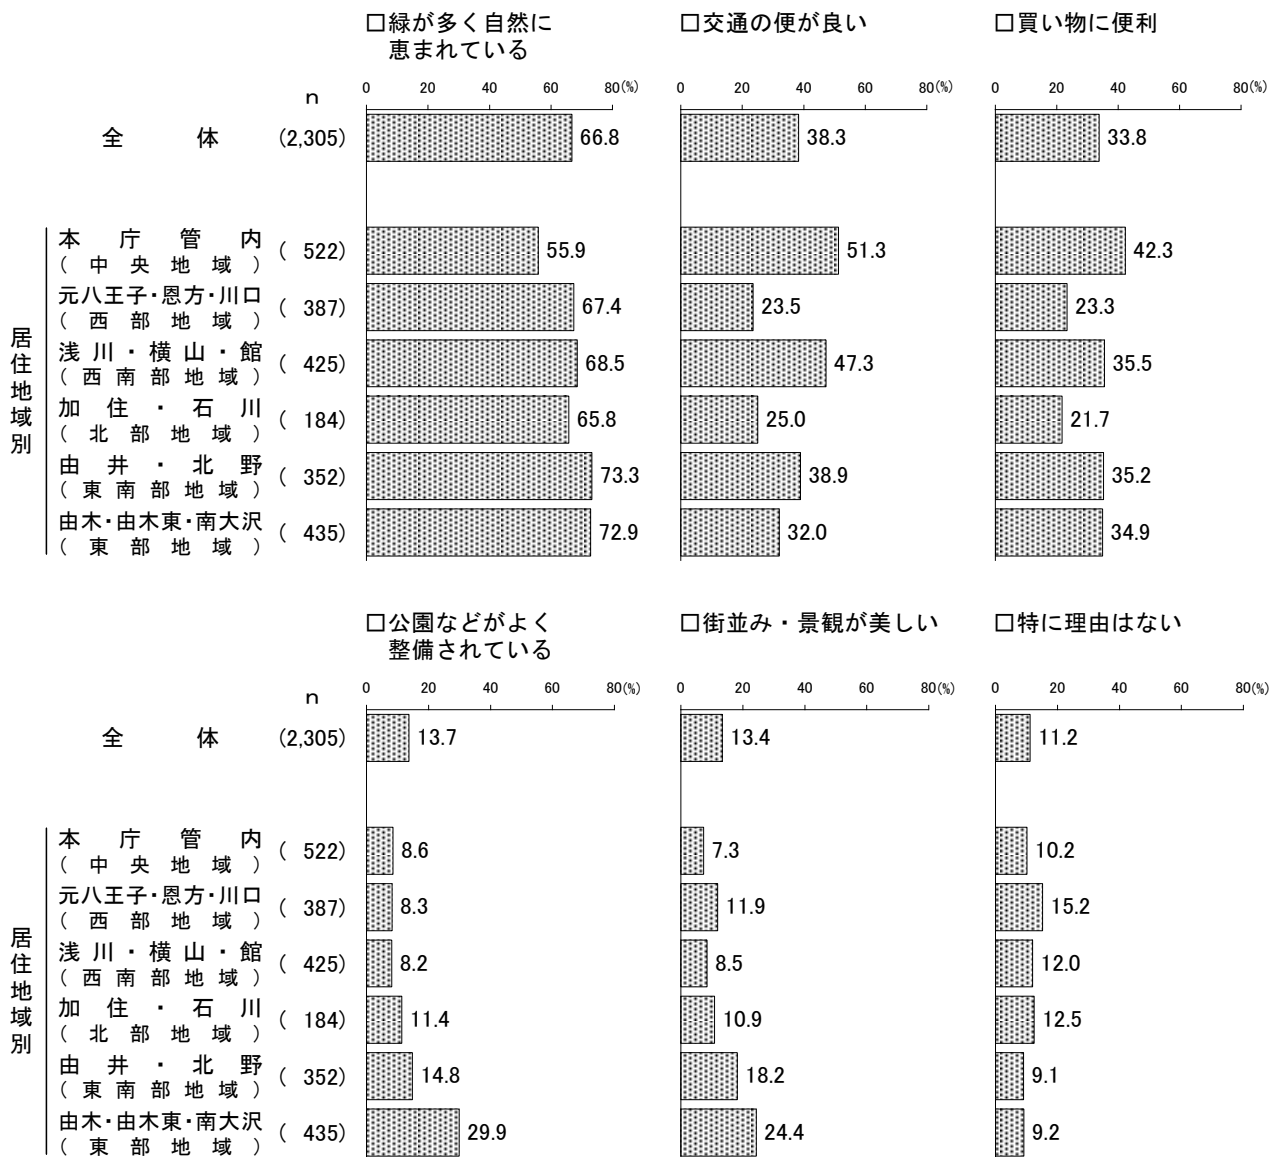 □緑が多く自然に
恵まれている
□交通の便が良い
□買い物に便利
0 20 40 60 80(%)
0 20 40 60 80(%)
0 20 40 60 80(%)
n
全体 (2,305) 66.8 38.3 33.8
居住地域別
本庁管内
(中央地域)
( 522) 55.9 51.3 42.3
元八王子・恩方・川口
(西部地域)
( 387) 67.4 23.5 23.3
浅川・横山・館
(西南部地域)
( 425) 68.5 47.3 35.5
加住・石川
(北部地域)
( 184) 65.8 25.0 21.7
由井・北野
(東南部地域)
( 352) 73.3 38.9 35.2
由木・由木東・南大沢
(東部地域)
( 435) 72.9 32.0 34.9
□公園などがよく
整備されている
□街並み・景観が美しい
□特に理由はない
0 20 40 60 80(%)
0 20 40 60 80(%)
0 20 40 60 80(%)
n
全体 (2,305) 13.7 13.4 11.2
居住地域別
本庁管内
(中央地域)
( 522) 8.6 7.3 10.2
元八王子・恩方・川口
(西部地域)
( 387) 8.3 11.9 15.2
浅川・横山・館
(西南部地域)
( 425) 8.2 8.5 12.0
加住・石川
(北部地域)
( 184) 11.4 10.9 12.5
由井・北野
(東南部地域)
( 352) 14.8 18.2 9.1
由木・由木東・南大沢
(東部地域)
( 435) 29.9 24.4 9.2